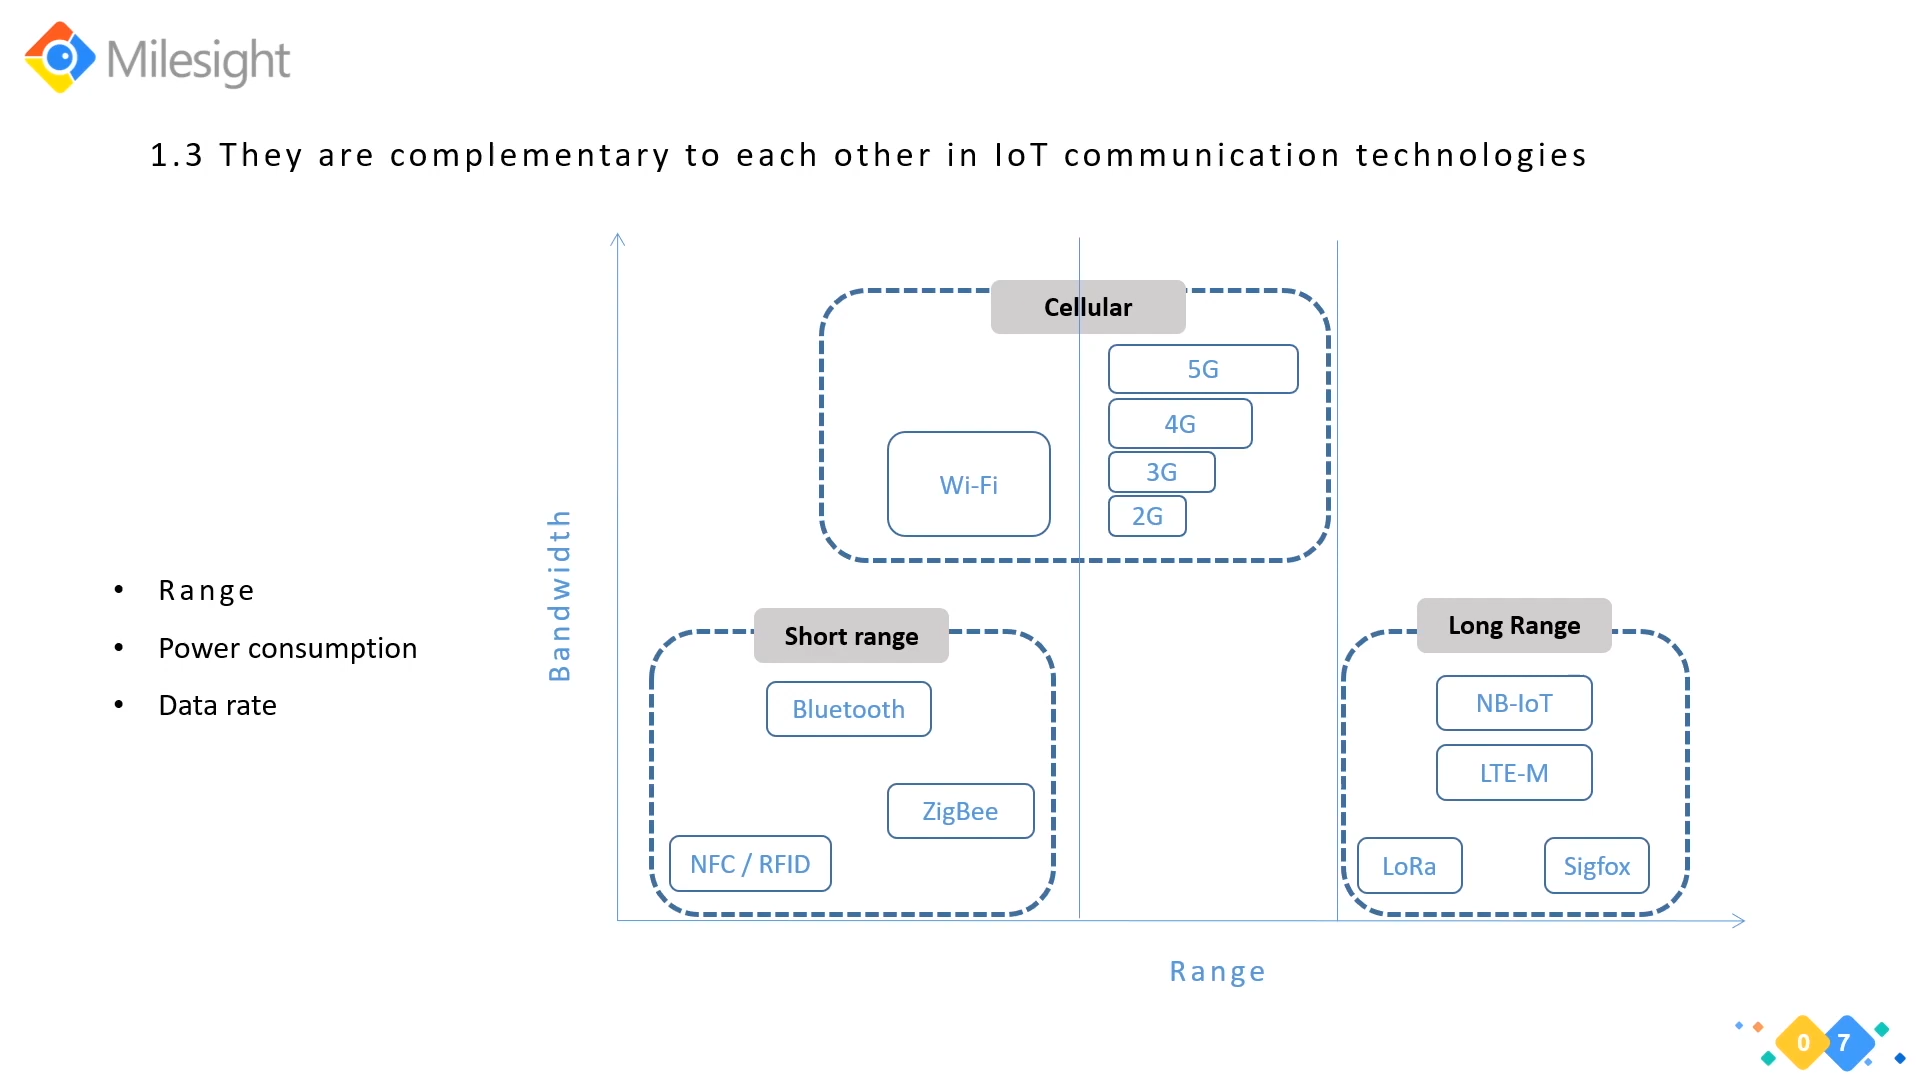 Milesight
1.3 They are complementary to each other in IoT communication technologies
• Range
• Power consumption
• Data rate
Bandwidth
Cellular
5G
4G
3G
2G
Wi-Fi
Short range
Bluetooth
ZigBee
NFC / RFID
Long Range
NB-IoT
LTE-M
LoRa
Sigfox
Range
0 7